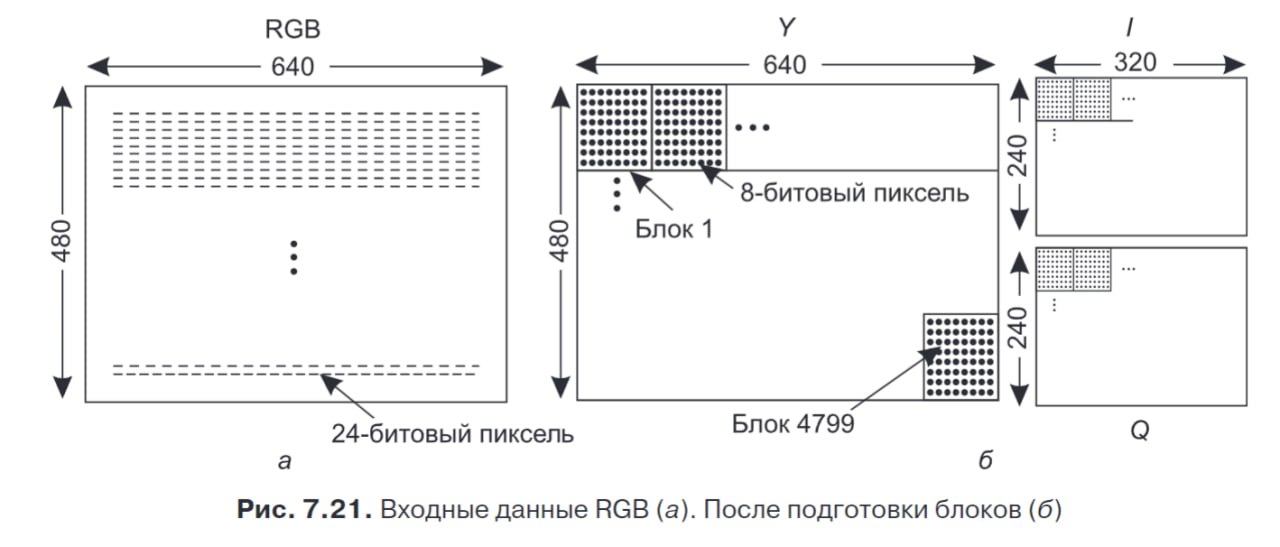 RGB
640
480
24-битовый пиксель
а
Y
640
480
8-битовый пиксель
Блок 1
Блок 4799
I
320
240
240
Q
б
Рис. 7.21. Входные данные RGB (а). После подготовки блоков (б)